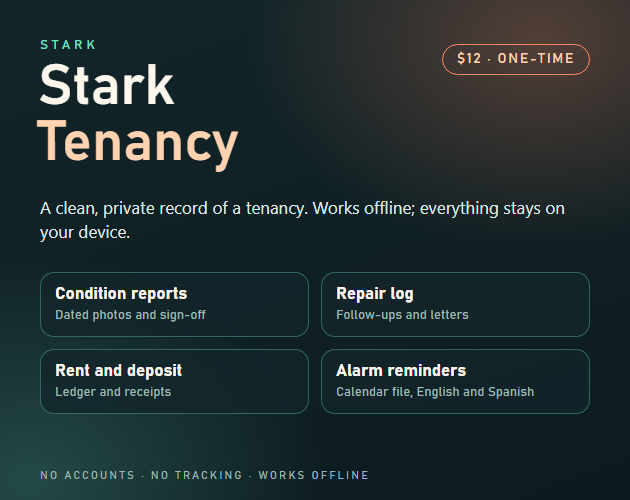 STARK
Stark
Tenancy
$12 · ONE-TIME
A clean, private record of a tenancy. Works offline; everything stays on
your device.
Condition reports
Dated photos and sign-off
Repair log
Follow-ups and letters
Rent and deposit
Ledger and receipts
Alarm reminders
Calendar file, English and Spanish
NO ACCOUNTS · NO TRACKING · WORKS OFFLINE